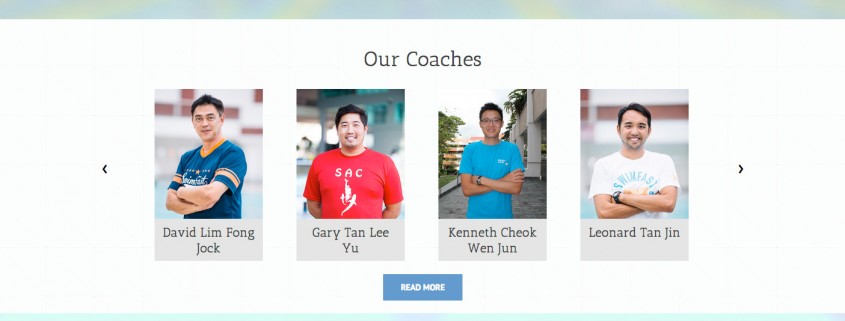 Our Coaches
SAC
SWIMFAST
David Lim Fong
Jock
Gary Tan Lee
Yu
Kenneth Cheok
Wen Jun
Leonard Tan Jin
READ MORE